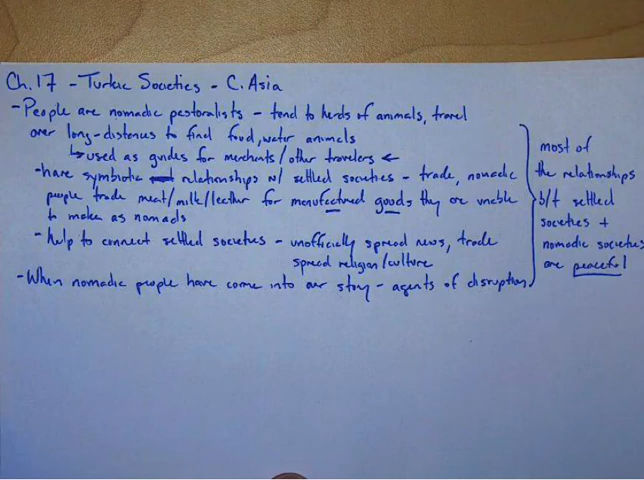 Ch. 17 - Turkic Societies - C. Asia
- People are nomadic pastoralists - tend to herds of animals, travel
over long-distances to find food, water animals
↳ used as guides for merchants/other travelers ←
- have symbiotic relationships w/ settled societies - trade, nomadic
people trade meat/milk/leather for manufactured goods they are unable
to make as nomads
- help to connect settled societies - unofficially spread news, trade
spread religion/culture
- When nomadic people have come into our story - agents of disruption
most of
the relationships
b/t settled
societies +
nomadic societies
are peaceful